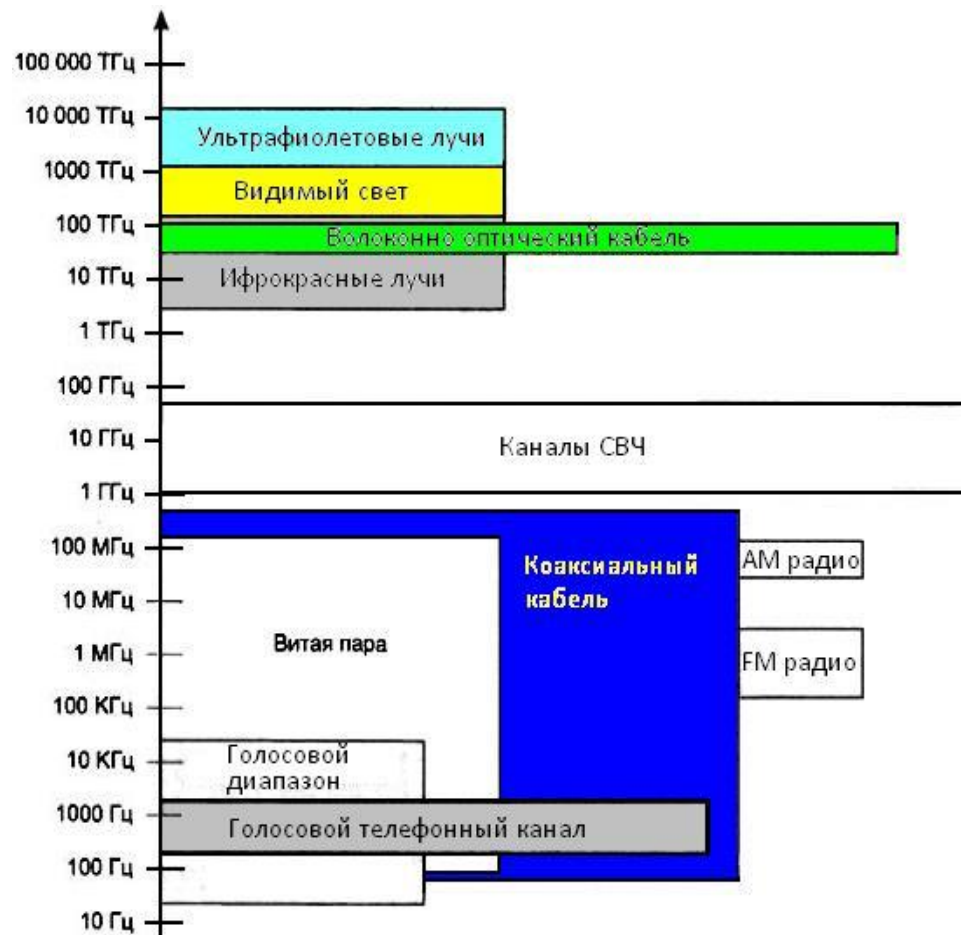 100 000 ТГц
10 000 ТГц
Ультрафиолетовые лучи
1000 ТГц
Видимый свет
100 ТГц
Волоконно оптический кабель
10 ТГц
Ифрокрасные лучи
1 ТГц
100 ГГц
10 ГГц
Каналы СВЧ
1 ГГц
100 МГц
Коаксиальный
кабель
АМ радио
10 МГц
Витая пара
1 МГц
FM радио
100 КГц
10 КГц
Голосовой
диапазон
1000 Гц
Голосовой телефонный канал
100 Гц
10 Гц